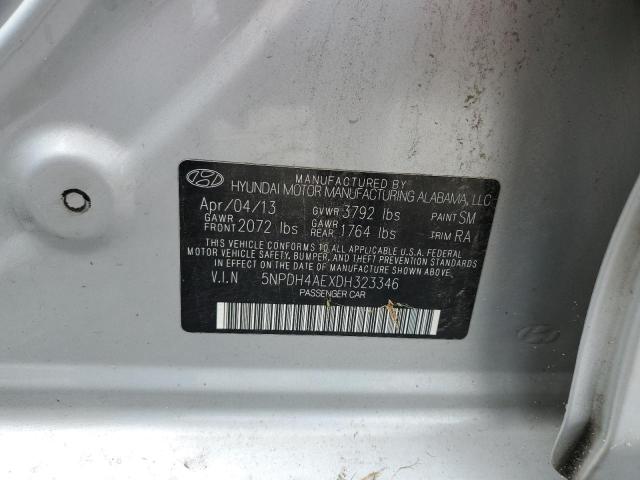 MANUFACTURED BY
HYUNDAI MOTOR MANUFACTURING ALABAMA, LLC
Apr/04/13 GVWR 3792 lbs PAINT SM
GAWR FRONT 2072 lbs GAWR REAR 1764 lbs TRIM RA
THIS VEHICLE CONFORMS TO ALL APPLICABLE U.S.A. FEDERAL
MOTOR VEHICLE SAFETY, BUMPER, AND THEFT PREVENTION STANDARDS
IN EFFECT ON THE DATE OF MANUFACTURE SHOWN ABOVE.
V.I.N 5NPDH4AEXDH323346
PASSENGER CAR